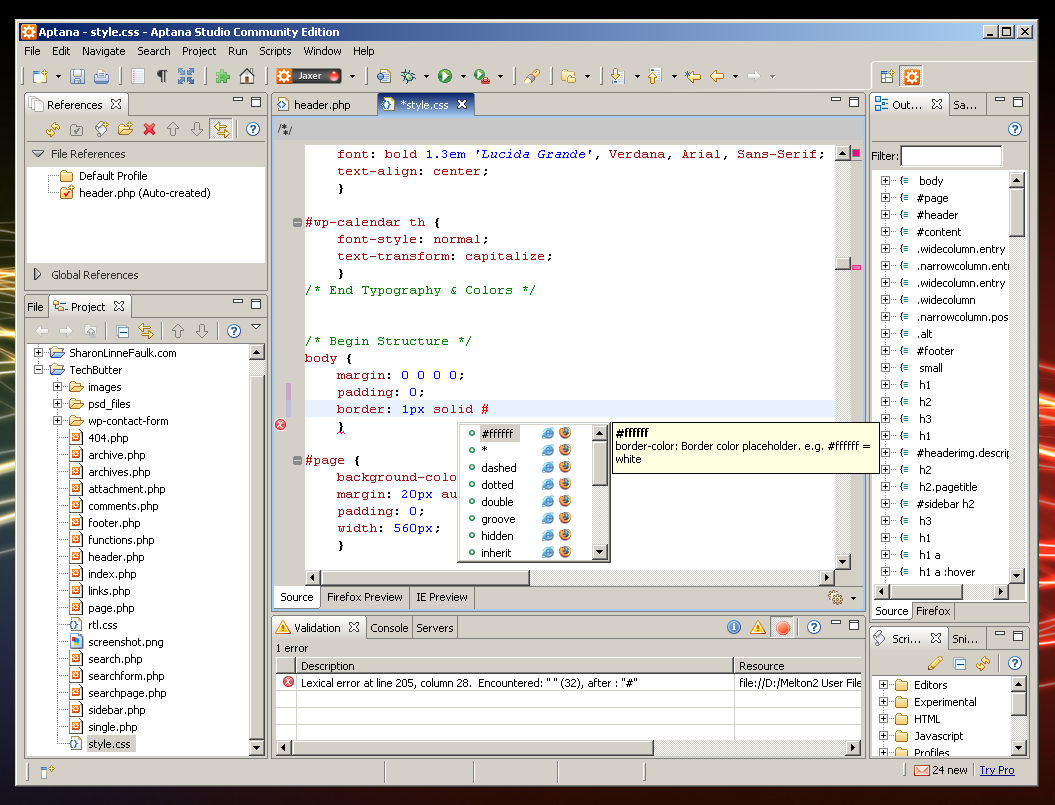 Aptana - style.css - Aptana Studio Community Edition
File Edit Navigate Search Project Run Scripts Window Help
Jaxer
References
File References
Default Profile
header.php (Auto-created)
Global References
File Project
SharonLinneFaulk.com
TechButter
images
psd_files
wp-contact-form
404.php
archive.php
archives.php
attachment.php
comments.php
footer.php
functions.php
header.php
index.php
links.php
page.php
rtl.css
screenshot.png
search.php
searchform.php
searchpage.php
sidebar.php
single.php
style.css
header.php *style.css
/*/
font: bold 1.3em 'Lucida Grande', Verdana, Arial, Sans-Serif;
text-align: center;
}
#wp-calendar th {
font-style: normal;
text-transform: capitalize;
}
/* End Typography & Colors */
/* Begin Structure */
body {
margin: 0 0 0 0;
padding: 0;
border: 1px solid #
}
#page {
background-colo
margin: 20px au
padding: 0;
width: 560px;
}
#ffffff
*
dashed
dotted
double
groove
hidden
inherit
#ffffff
border-color: Border color placeholder. e.g. #ffffff =
white
Source Firefox Preview IE Preview
Validation Console Servers
1 error
Description Resource
Lexical error at line 205, column 28. Encountered: " " (32), after : "#" file://D:/Melton2 User File
Out... Sa...
Filter:
body
#page
#header
#content
.widecolumn.entry
.narrowcolumn.entr
.widecolumn.entry
.widecolumn
.narrowcolumn.pos
.alt
#footer
small
h1
h2
h3
h1
#headerimg.descrip
h2
h2.pagetitle
#sidebar h2
h3
h1
h1 a
h1 a :hover
Source Firefox
Scri... Sni...
Editors
Experimental
HTML
Javascript
Profiles
24 new Try Pro